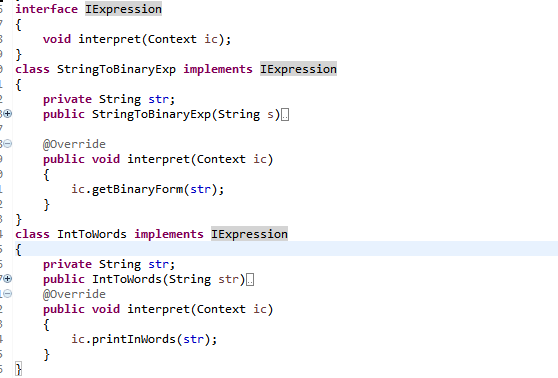 interface IExpression
{
void interpret(Context ic);
}
class StringToBinaryExp implements IExpression
{
private String str;
public StringToBinaryExp(String s)..
@Override
public void interpret(Context ic)
{
ic.getBinaryForm(str);
}
}
class IntToWords implements IExpression
{
private String str;
public IntToWords(String str)..
@Override
public void interpret(Context ic)
{
ic.printInWords(str);
}
}